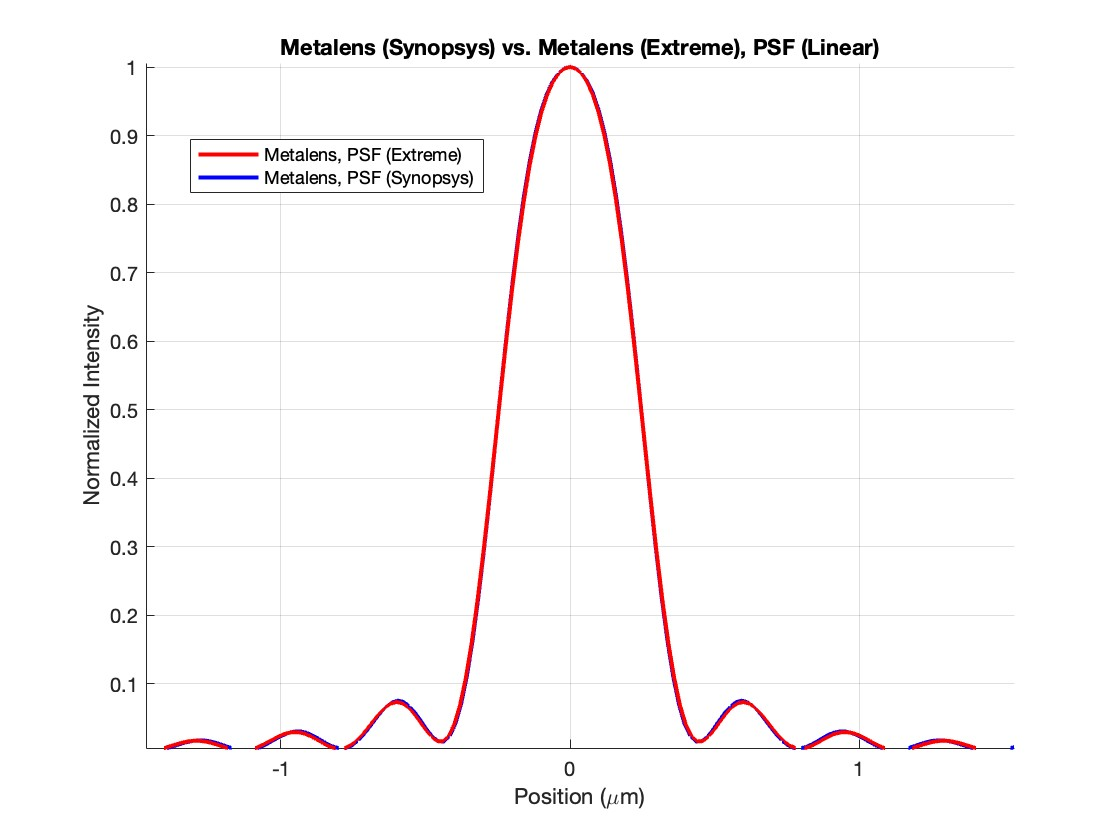 Metalens (Synopsys) vs. Metalens (Extreme), PSF (Linear)
1
0.9
Metalens, PSF (Extreme)
Metalens, PSF (Synopsys)
0.8
0.7
0.6
Normalized Intensity
0.5
0.4
0.3
0.2
0.1
-1 0 1
Position (μm)